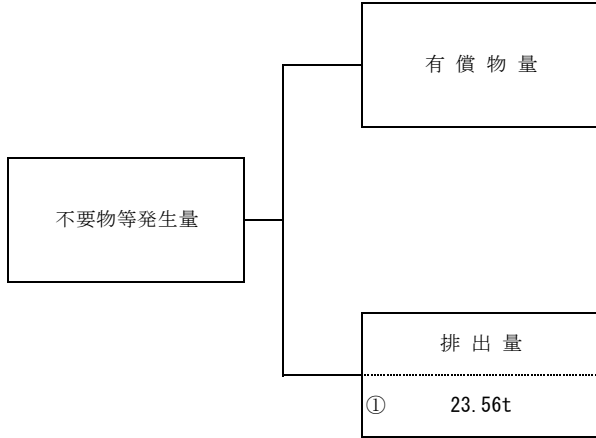 有 償 物 量
不要物等発生量
排 出 量
① 23.56t